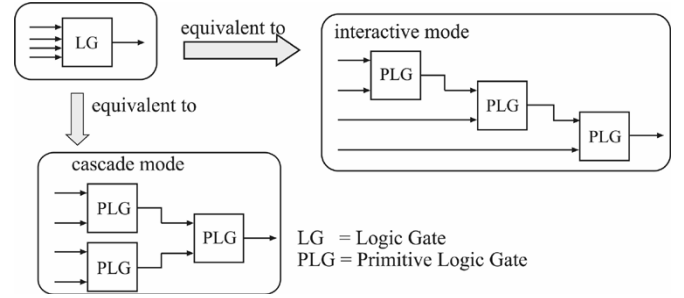 LG
equivalent to
interactive mode
PLG
PLG
PLG
equivalent to
cascade mode
PLG
PLG
PLG
LG = Logic Gate
PLG = Primitive Logic Gate